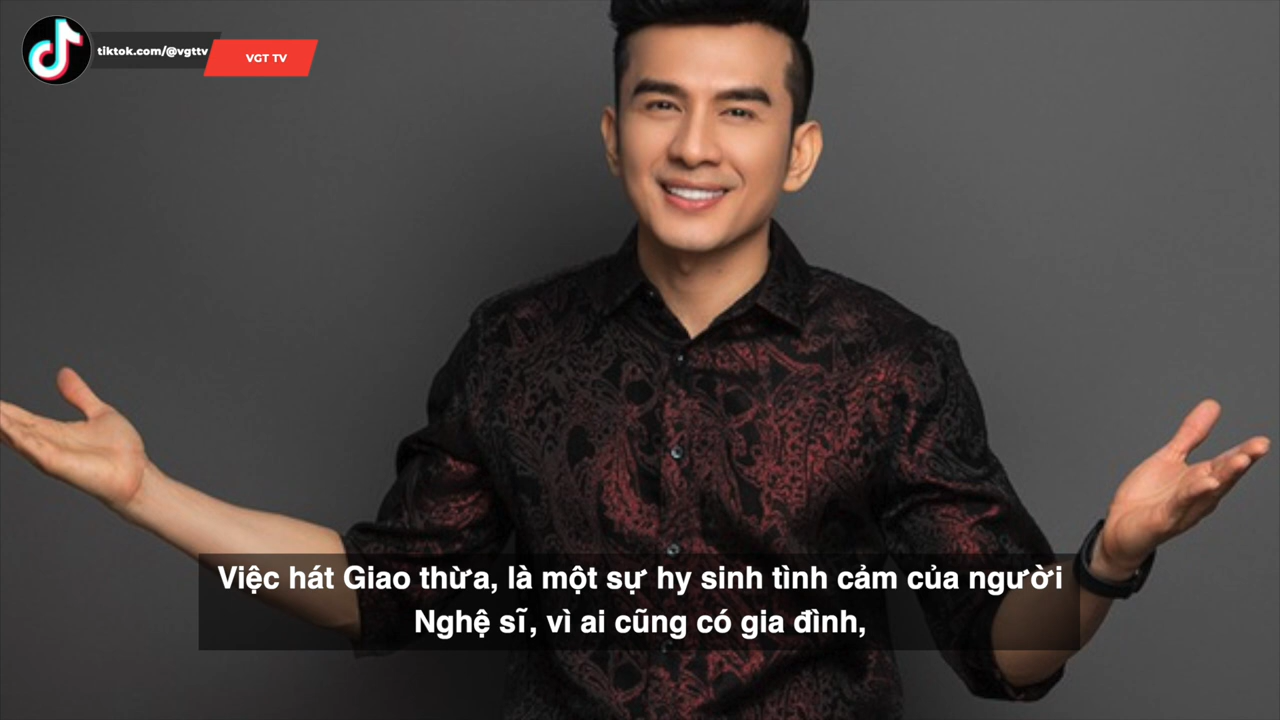 tiktok.com/@vgttv
VGT TV
Việc hát Giao thừa, là một sự hy sinh tình cảm của người
Nghệ sĩ, vì ai cũng có gia đình,